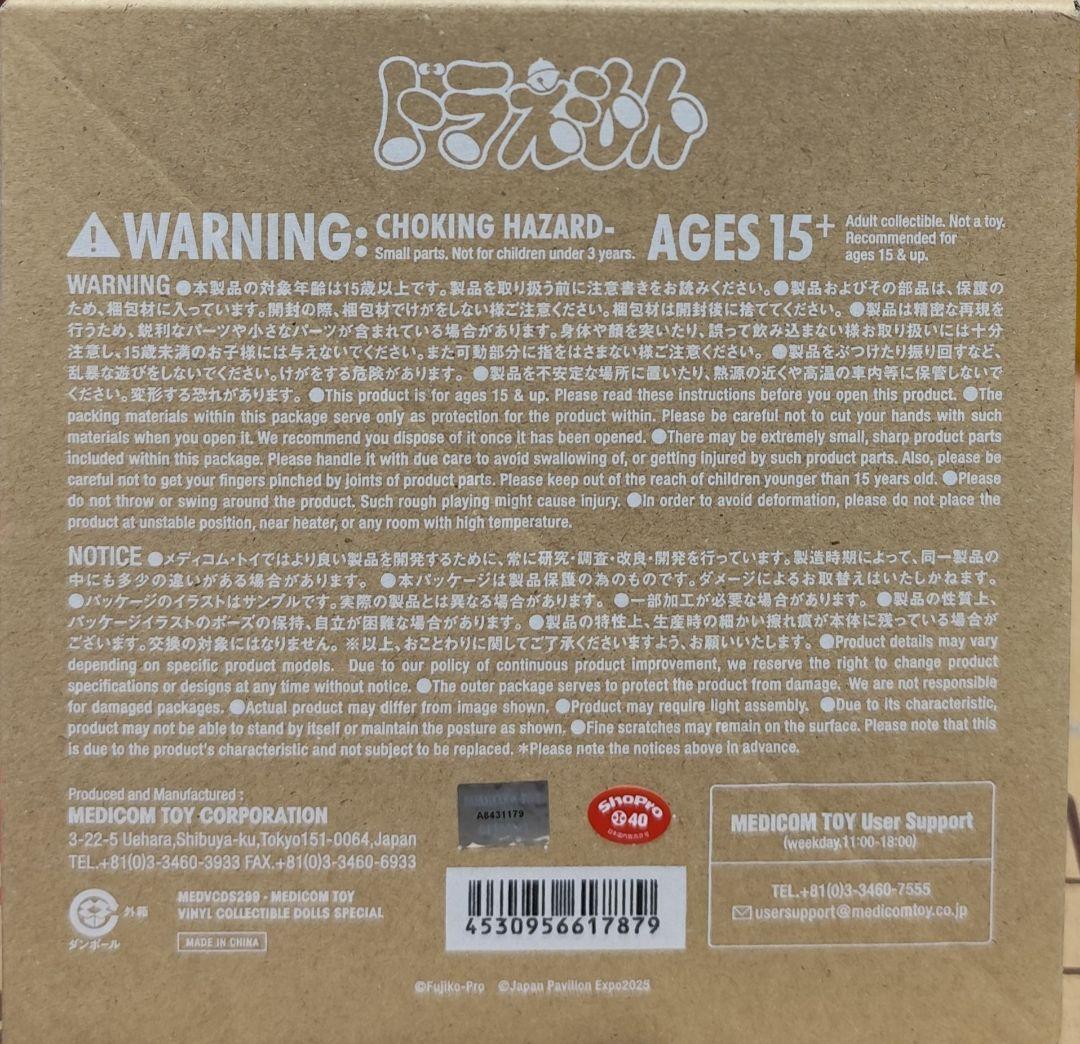 ドラえもん
WARNING: CHOKING HAZARD-
Small parts. Not for children under 3 years.
AGES 15+
Adult collectible. Not a toy.
Recommended for
ages 15 & up.
WARNING ●本製品の対象年齢は15歳以上です。製品を取り扱う前に注意書きをお読みください。●製品およびその部品は、保護の
ため、梱包材に入っています。開封の際、梱包材でけがをしない様ご注意ください。梱包材は開封後に捨ててください。 ●製品は精密な再現を
行うため、鋭利なパーツや小さなパーツが含まれている場合があります。身体や顔を突いたり、誤って飲み込まない様お取り扱いには十分
注意し、15歳未満のお子様には与えないでください。また可動部分に指をはさまない様ご注意ください。 ●製品をぶつけたり振り回すなど、
乱暴な遊びをしないでください。けがをする危険があります。 ●製品を不安定な場所に置いたり、熱源の近くや高温の車内等に保管しないで
ください。変形する恐れがあります。 ●This product is for ages 15 & up. Please read these instructions before you open this product. ●The
packing materials within this package serve only as protection for the product within. Please be careful not to cut your hands with such
materials when you open it. We recommend you dispose of it once it has been opened. ●There may be extremely small, sharp product parts
included within this package. Please handle it with due care to avoid swallowing of, or getting injured by such product parts. Also, please be
careful not to get your fingers pinched by joints of product parts. Please keep out of the reach of children younger than 15 years old. ●Please
do not throw or swing around the product. Such rough playing might cause injury. ●In order to avoid deformation, please do not place the
product at unstable position, near heater, or any room with high temperature.
NOTICE ●メディコム・トイではより良い製品を開発するために、常に研究・調査・改良・開発を行っています。製造時期によって、同一製品の
中にも多少の違いがある場合があります。 ●本パッケージは製品保護の為のものです。ダメージによるお取替えはいたしかねます。
●パッケージのイラストはサンプルです。実際の製品とは異なる場合があります。 ●一部加工が必要な場合があります。 ●製品の性質上、
パッケージイラストのポーズの保持、自立が困難な場合があります。 ●製品の特性上、生産時の細かい擦れ痕が本体に残っている場合が
ございます。交換の対象にはなりません。 ※以上、おことわりに関してご了承くださいますよう、お願いいたします。 ●Product details may vary
depending on specific product models. Due to our policy of continuous product improvement, we reserve the right to change product
specifications or designs at any time without notice. ●The outer package serves to protect the product from damage. We are not responsible
for damaged packages. ●Actual product may differ from image shown. ●Product may require light assembly. ●Due to its characteristic,
product may not be able to stand by itself or maintain the posture as shown. ●Fine scratches may remain on the surface. Please note that this
is due to the product's characteristic and not subject to be replaced. *Please note the notices above in advance.
Produced and Manufactured :
MEDICOM TOY CORPORATION
3-22-5 Uehara,Shibuya-ku,Tokyo151-0064,Japan
TEL.+81(0)3-3460-3933 FAX.+81(0)3-3460-6933
外箱
ダンボール
MEDVCDS299 · MEDICOM TOY
VINYL COLLECTIBLE DOLLS SPECIAL
MADE IN CHINA
A8431179
ShoPro
40
4530956617879
MEDICOM TOY User Support
(weekday.11:00-18:00)
TEL.+81(0)3-3460-7555
usersupport@medicomtoy.co.jp
©Fujiko-Pro ©Japan Pavilion Expo2025